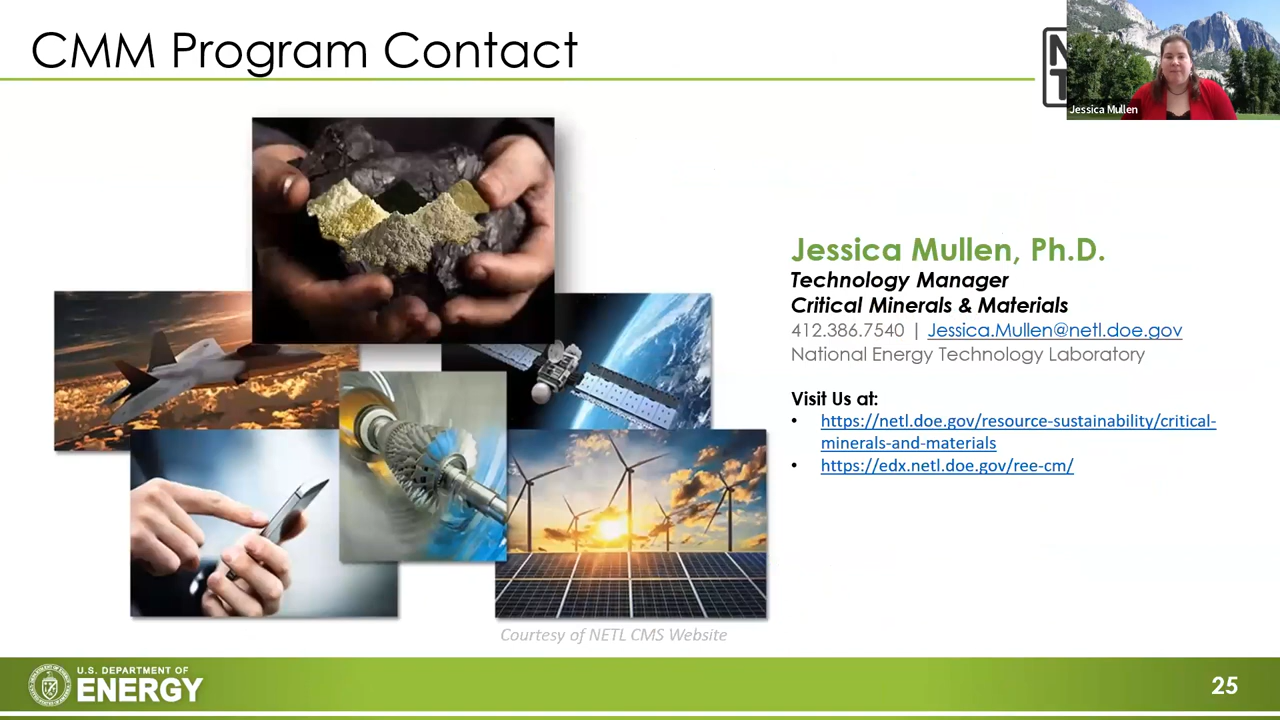 CMM Program Contact
Jessica Mullen
Jessica Mullen, Ph.D.
Technology Manager
Critical Minerals & Materials
412.386.7540 | Jessica.Mullen@netl.doe.gov
National Energy Technology Laboratory
Visit Us at:
• https://netl.doe.gov/resource-sustainability/critical-
minerals-and-materials
• https://edx.netl.doe.gov/ree-cm/
Courtesy of NETL CMS Website
U.S. DEPARTMENT OF
ENERGY
25